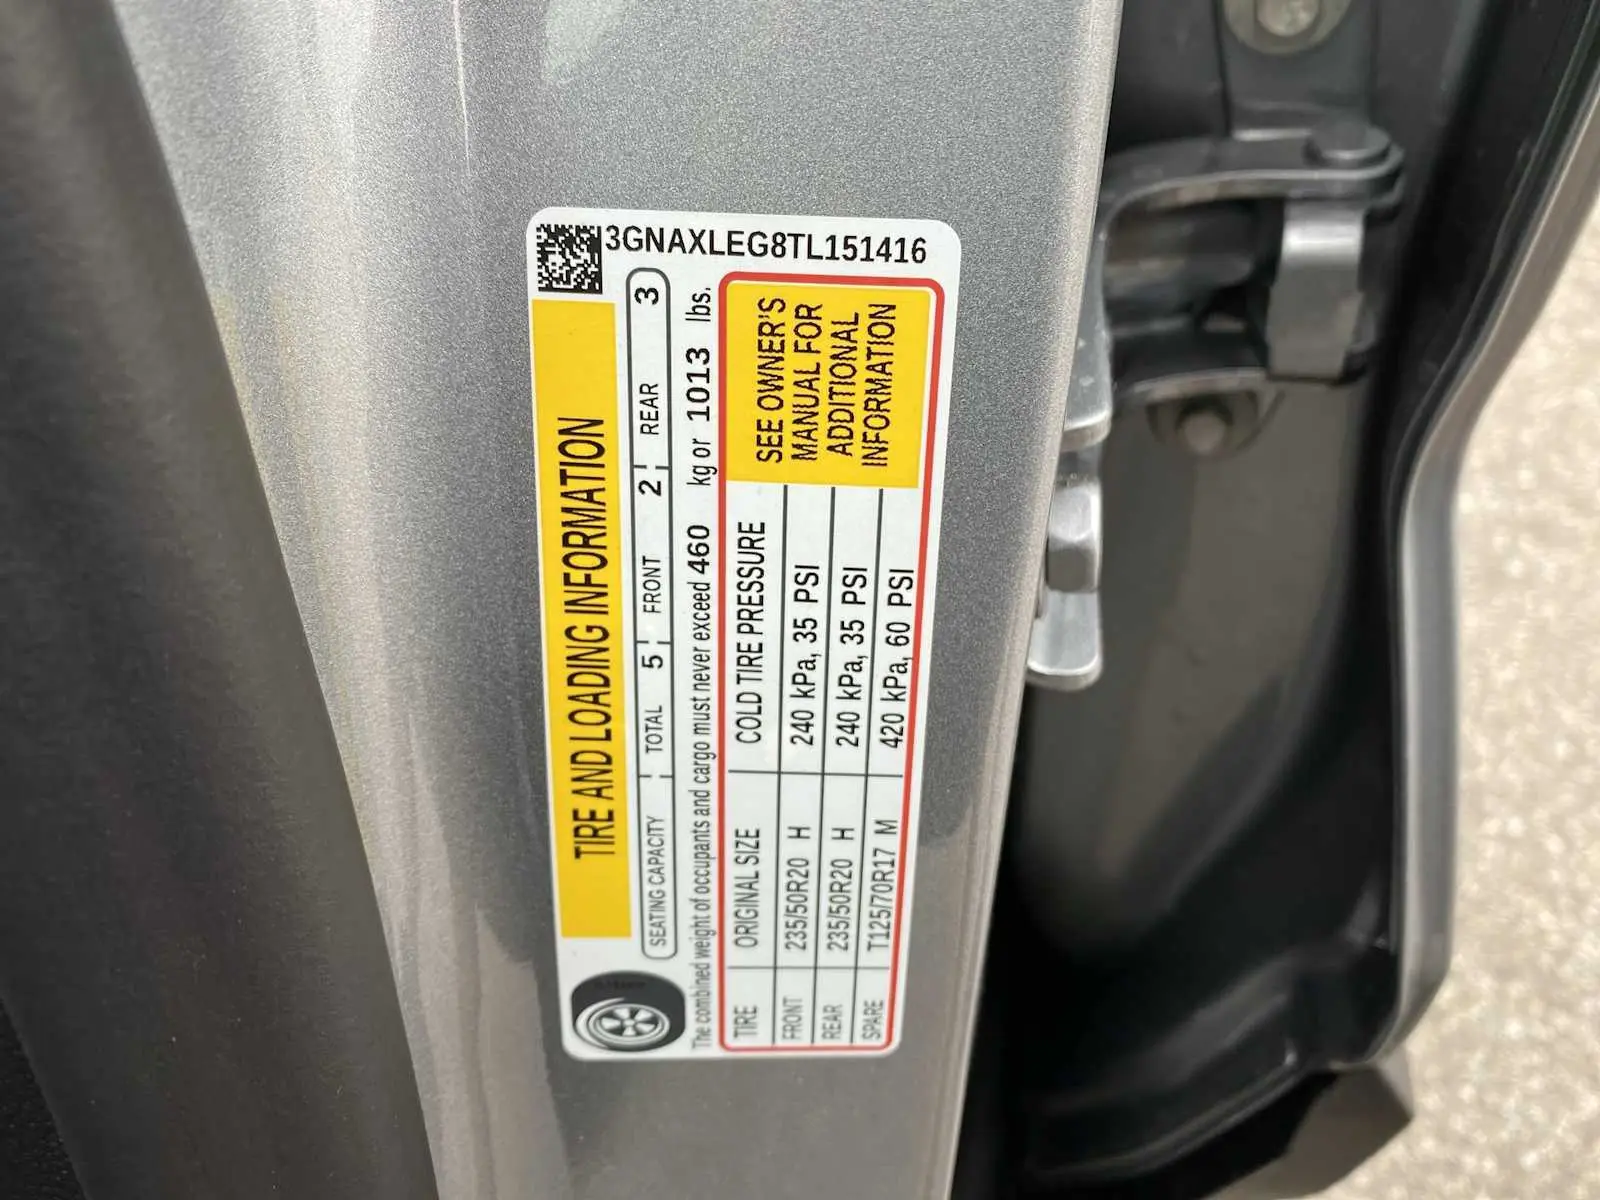 3GNAXLEG8TL151416
TIRE AND LOADING INFORMATION
SEATING CAPACITY TOTAL 5 FRONT 2 REAR 3
The combined weight of occupants and cargo must never exceed 460 kg or 1013 lbs.
TIRE ORIGINAL SIZE COLD TIRE PRESSURE
FRONT 235/50R20 H 240 kPa, 35 PSI
REAR 235/50R20 H 240 kPa, 35 PSI
SPARE T125/70R17 M 420 kPa, 60 PSI
SEE OWNER'S
MANUAL FOR
ADDITIONAL
INFORMATION